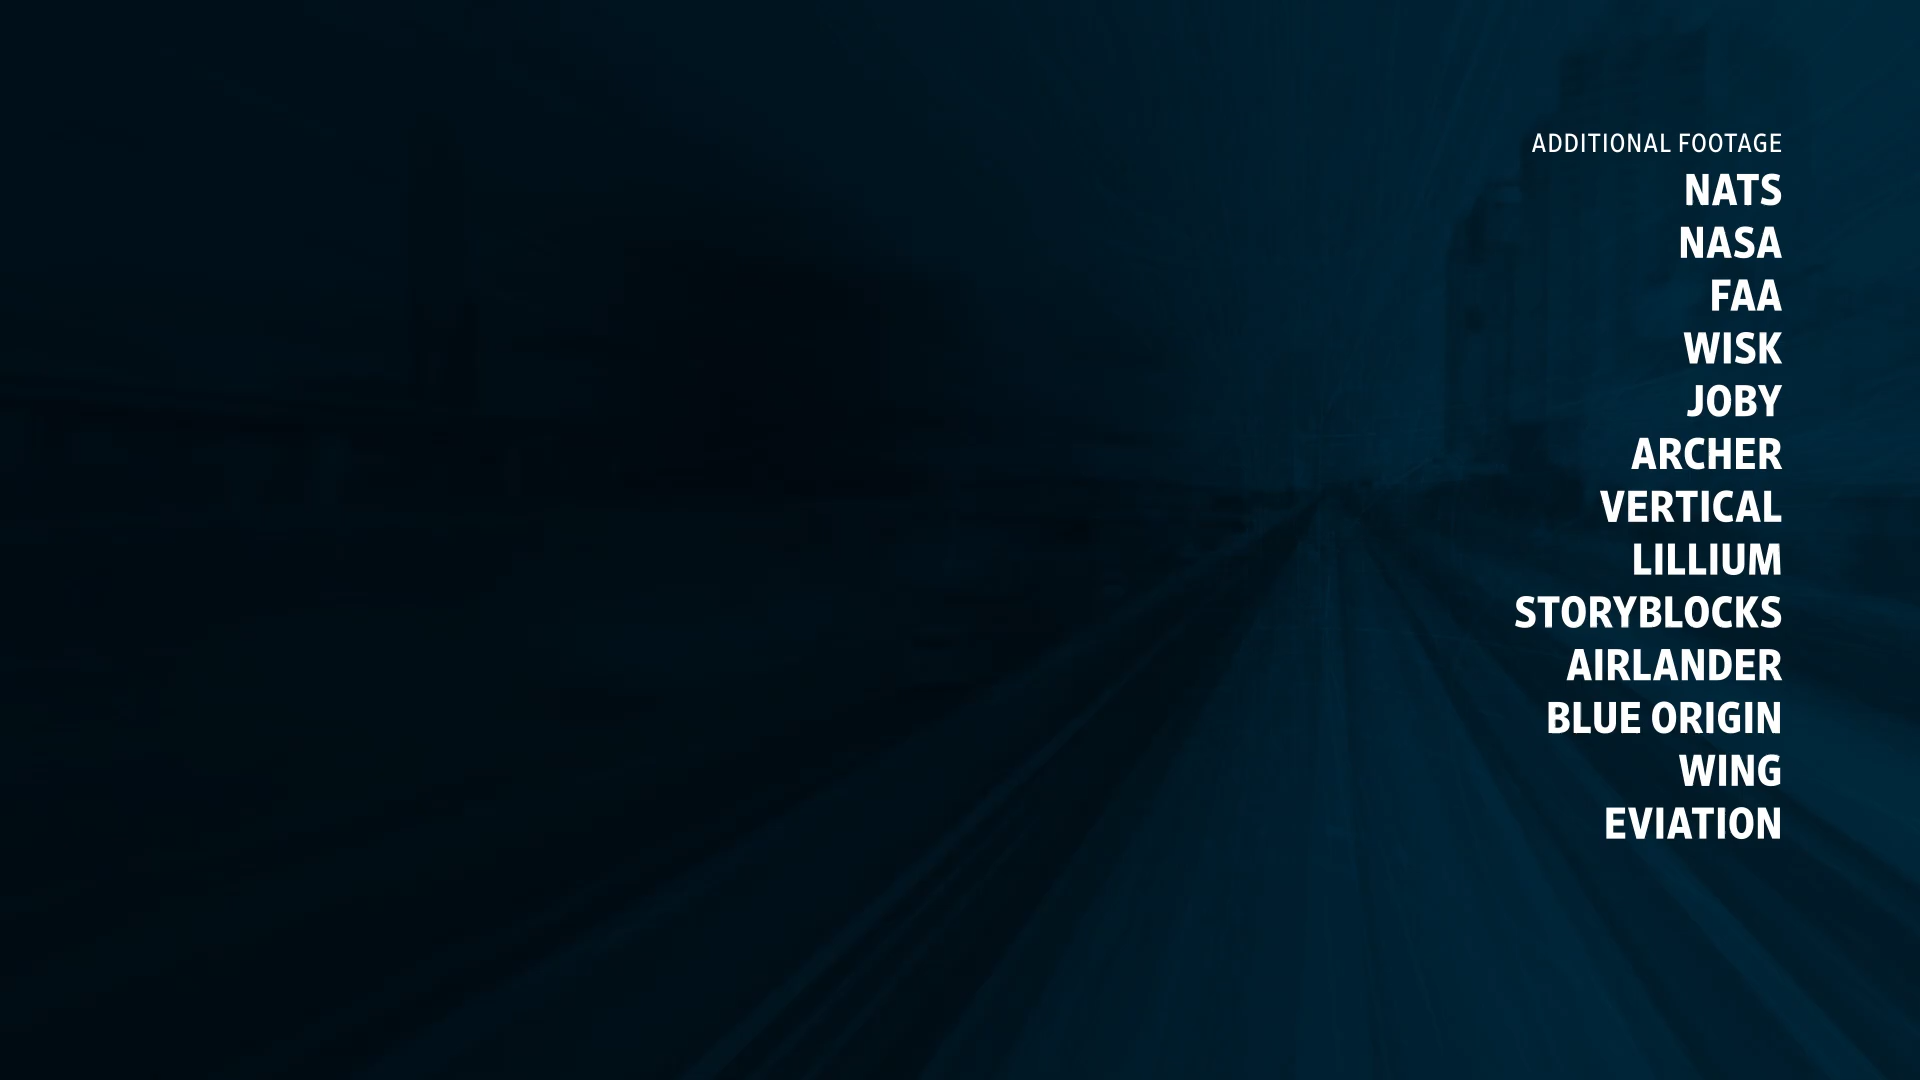 ADDITIONAL FOOTAGE
NATS
NASA
FAA
WISK
JOBY
ARCHER
VERTICAL
LILLIUM
STORYBLOCKS
AIRLANDER
BLUE ORIGIN
WING
EVIATION